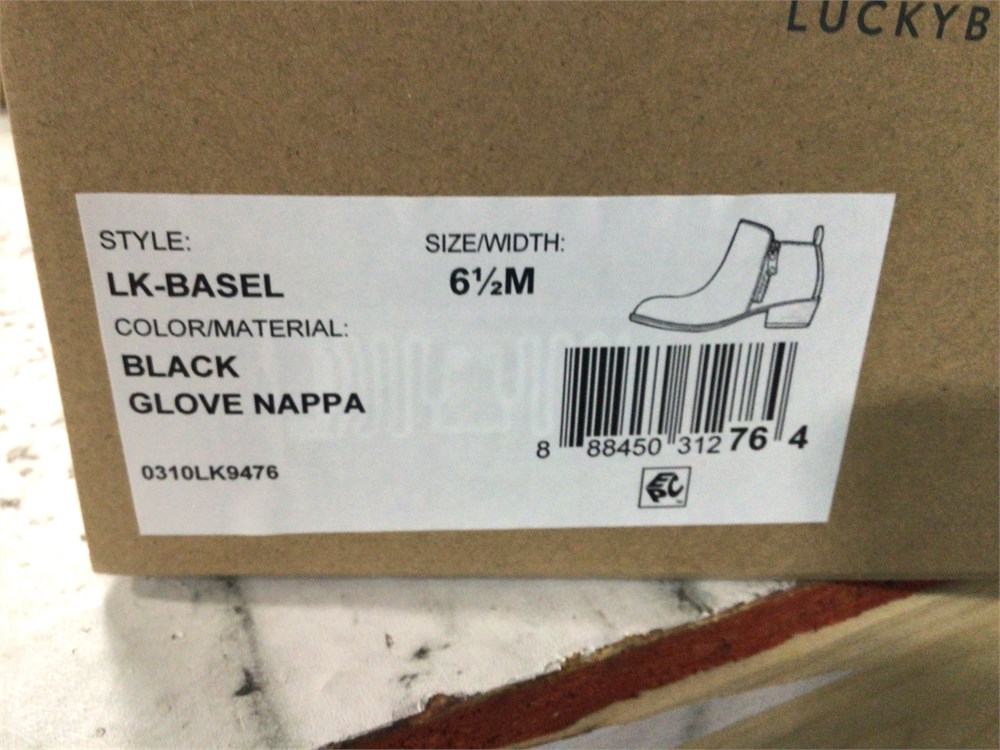 LUCKYB
STYLE:
SIZE/WIDTH:
LK-BASEL
6½M
COLOR/MATERIAL:
BLACK
GLOVE NAPPA
8 88450 312 76 4
0310LK9476
EPC